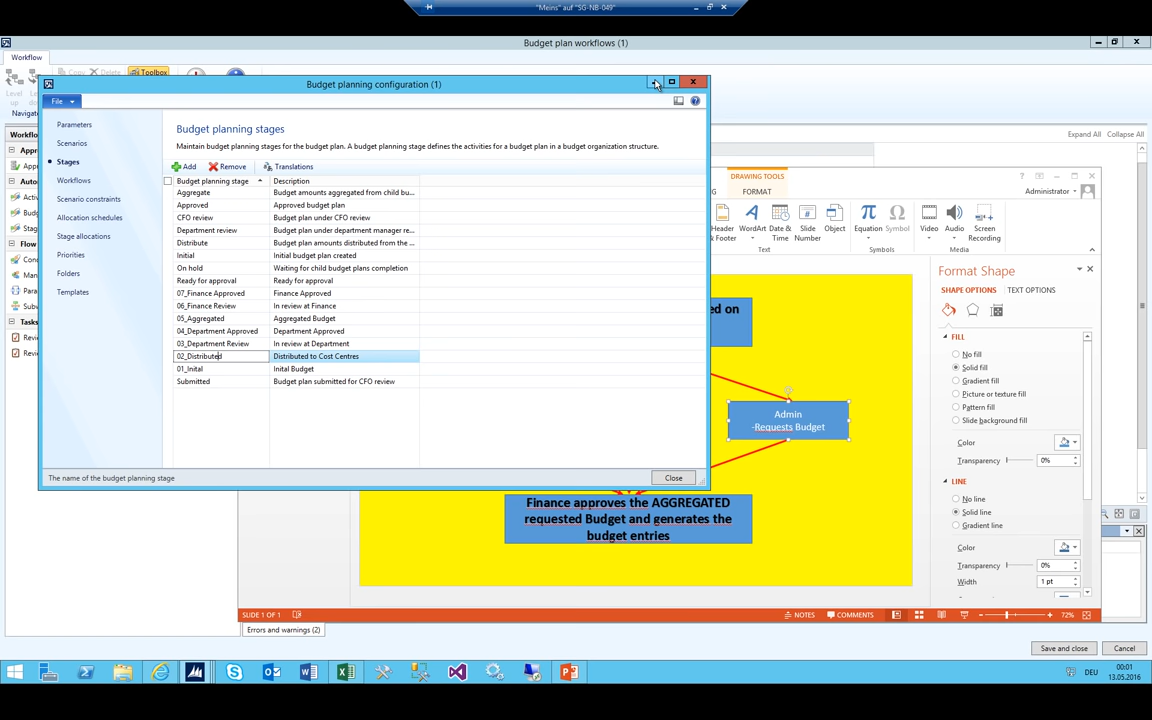 "Meins" auf "SG-NB-049"
Budget plan workflows (1)
Workflow
Copy Delete
Toolbox
Level up
Navigate
Budget planning configuration (1)
File
Parameters
Scenarios
Stages
Workflows
Scenario constraints
Allocation schedules
Stage allocations
Priorities
Folders
Templates
Budget planning stages
Maintain budget planning stages for the budget plan. A budget planning stage defines the activities for a budget plan in a budget organization structure.
Add Remove Translations
Budget planning stage Description
Aggregate Budget amounts aggregated from child bu...
Approved Approved budget plan
CFO review Budget plan under CFO review
Department review Budget plan under department manager re...
Distribute Budget plan amounts distributed from the ...
Initial Initial budget plan created
On hold Waiting for child budget plans completion
Ready for approval Ready for approval
07_Finance Approved Finance Approved
06_Finance Review In review at Finance
05_Aggregated Aggregated Budget
04_Department Approved Department Approved
03_Department Review In review at Department
02_Distributed Distributed to Cost Centres
01_Inital Inital Budget
Submitted Budget plan submitted for CFO review
The name of the budget planning stage
Close
Expand All Collapse All
DRAWING TOOLS
FORMAT
Administrator
Header & Footer
WordArt
Date & Time
Slide Number
Object
Equation
Symbol
Video
Audio
Screen Recording
Text
Symbols
Media
ed on
Admin
-Requests Budget
Finance approves the AGGREGATED
requested Budget and generates the
budget entries
Format Shape
SHAPE OPTIONS TEXT OPTIONS
FILL
No fill
Solid fill
Gradient fill
Picture or texture fill
Pattern fill
Slide background fill
Color
Transparency 0%
LINE
No line
Solid line
Gradient line
Color
Transparency 0%
Width 1 pt
SLIDE 1 OF 1
NOTES COMMENTS
72%
Errors and warnings (2)
Save and close Cancel
DEU
00:01
13.05.2016